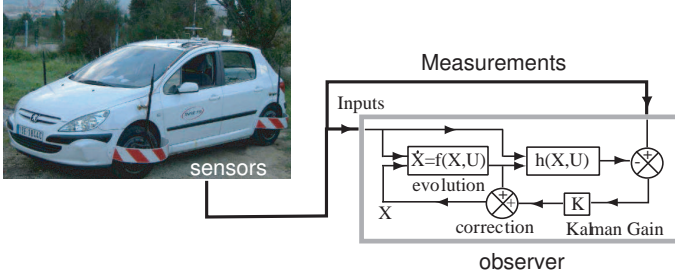 Measurements
Inputs
sensors
Ẋ=f(X,U)
h(X,U)
evolution
X
K
correction
Kalman Gain
observer